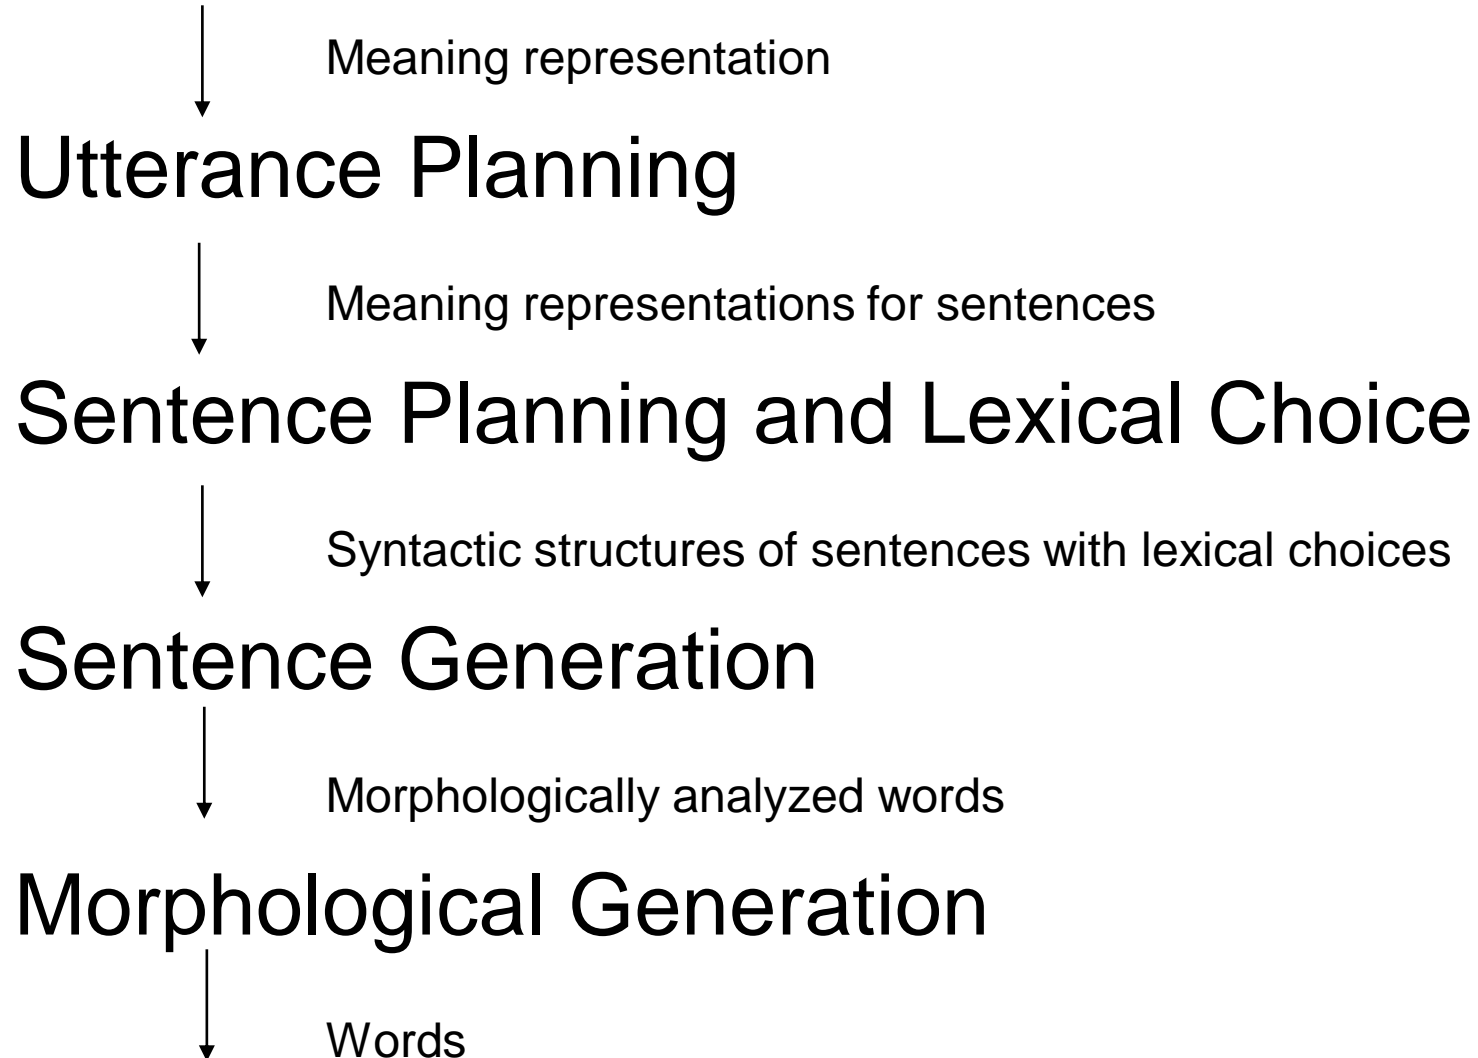 Meaning representation
Utterance Planning
Meaning representations for sentences
Sentence Planning and Lexical Choice
Syntactic structures of sentences with lexical choices
Sentence Generation
Morphologically analyzed words
Morphological Generation
Words